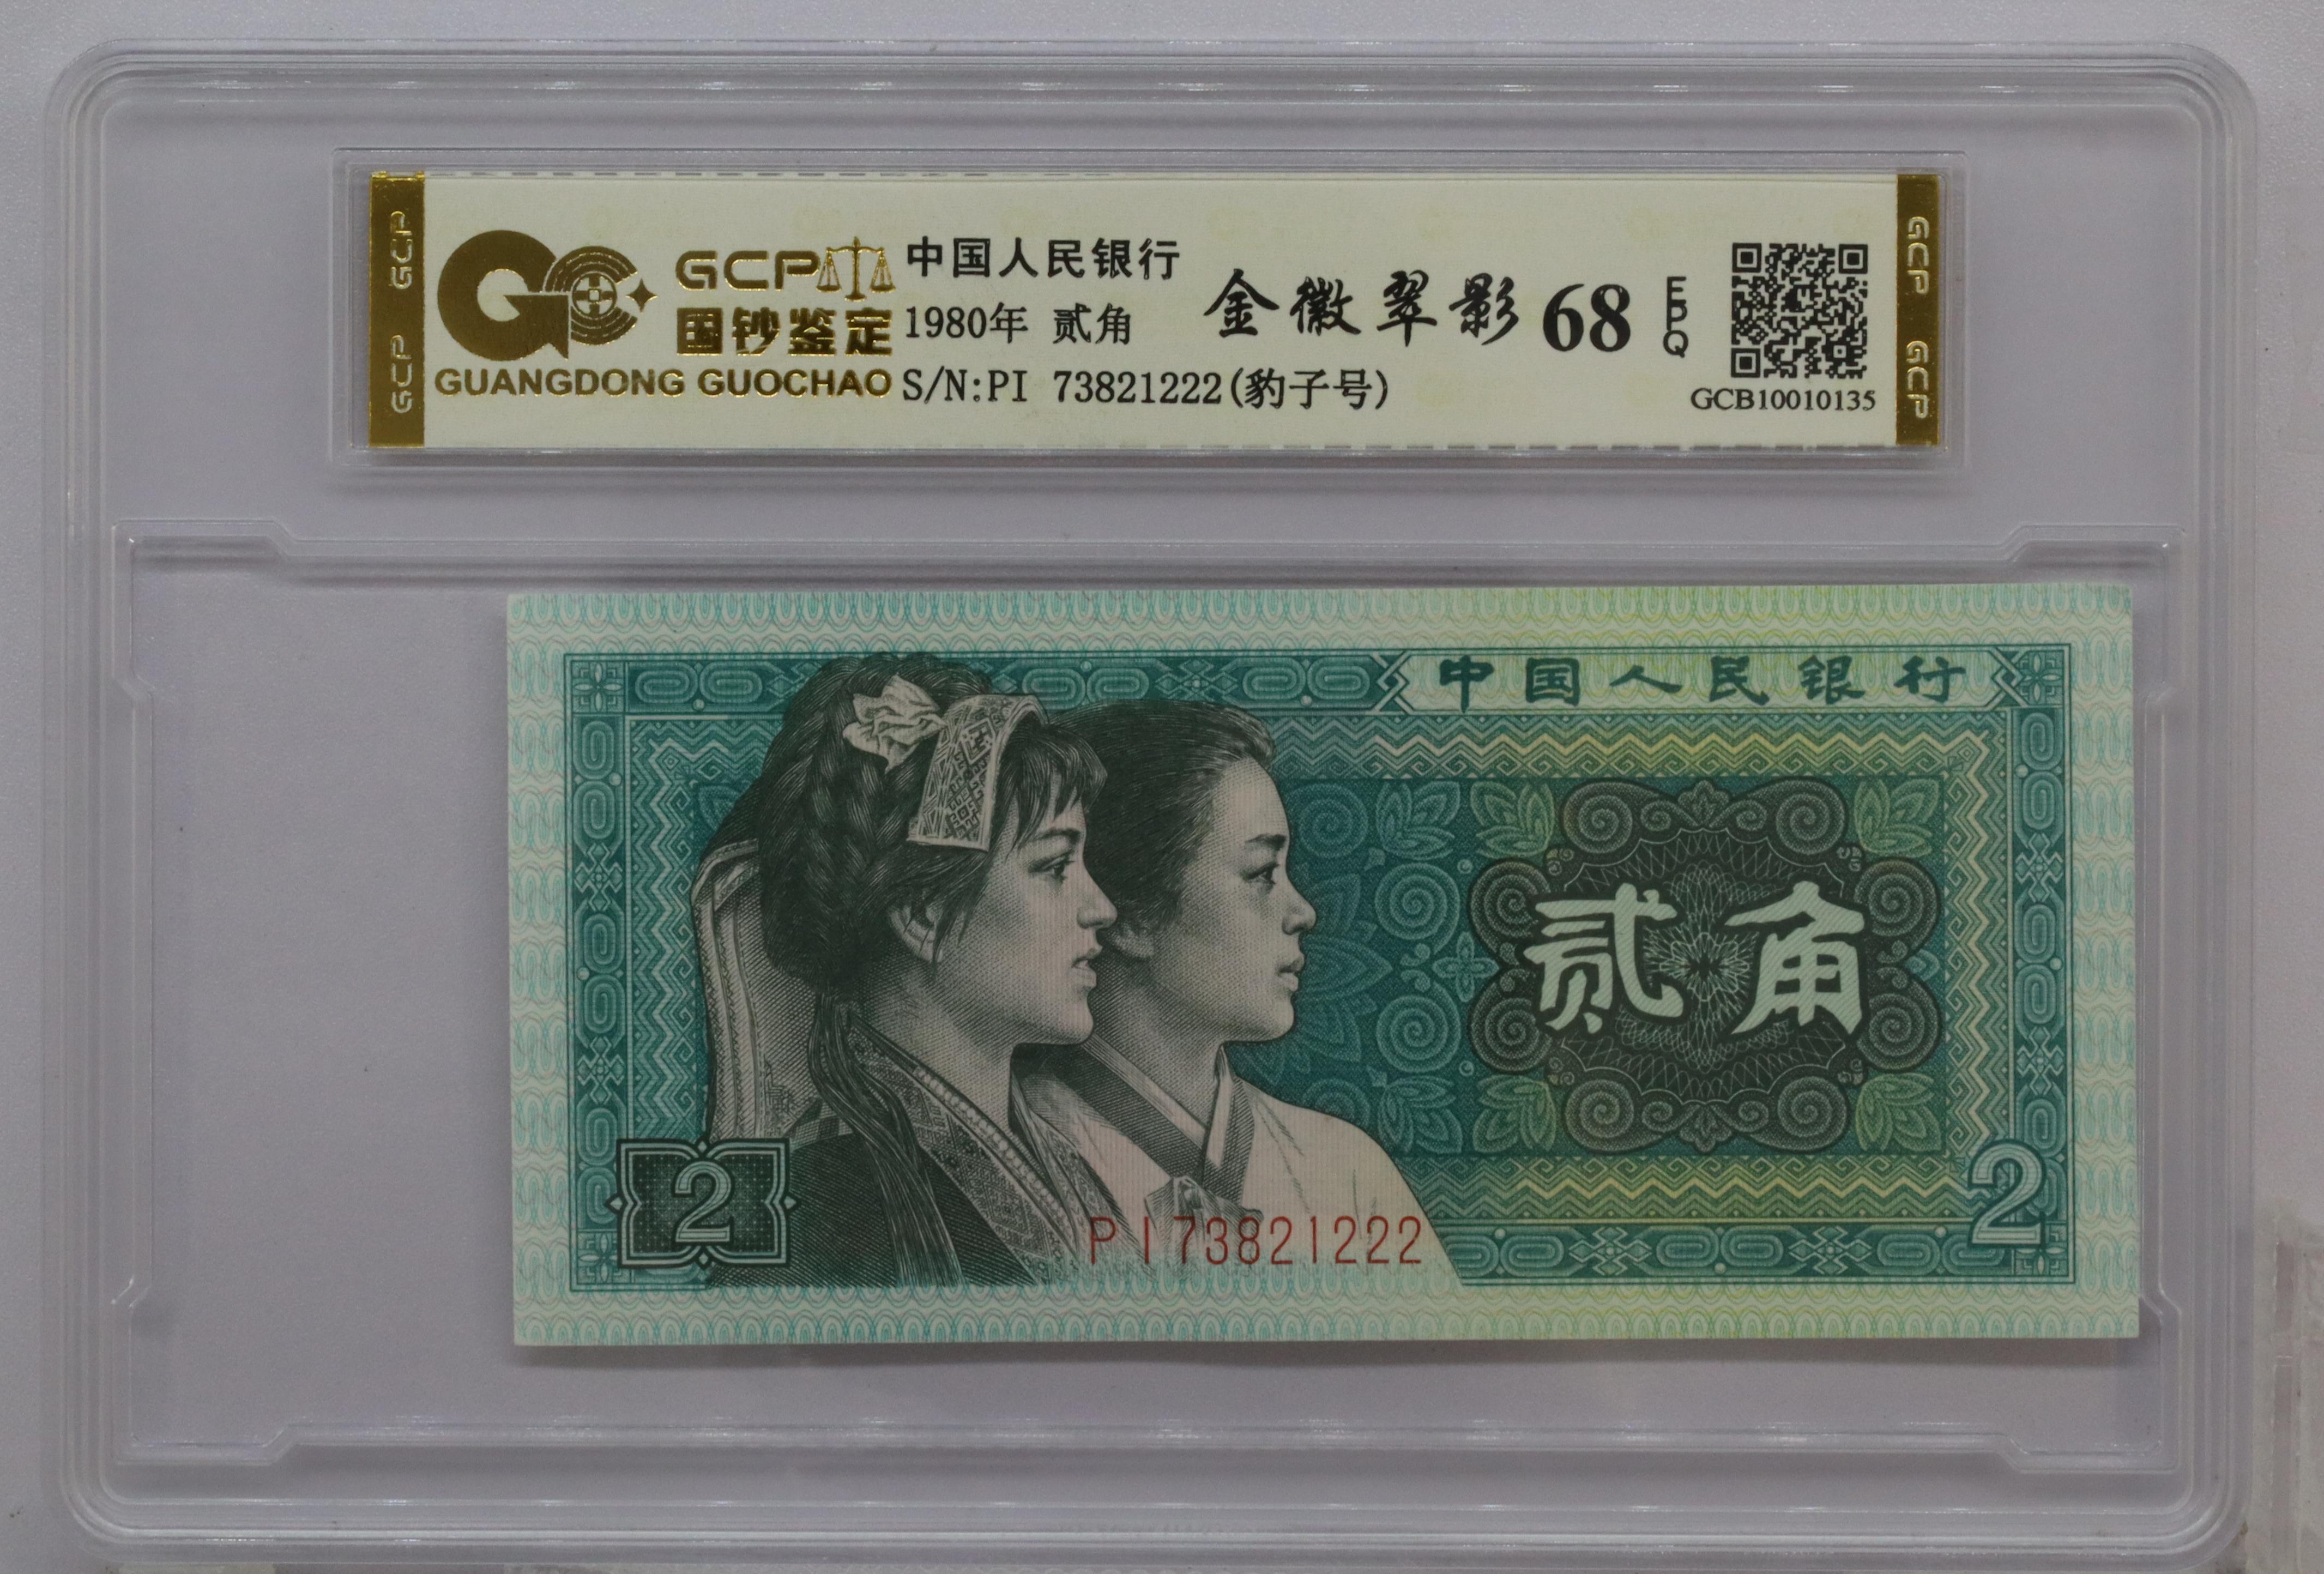 GCP GCP
GCP
国钞鉴定
GUANGDONG GUOCHAO
中国人民银行
1980年 贰角
S/N:PI 73821222(豹子号)
金徽翠影 68 EPQ
GCB10010135
GCP GCP
中国人民银行
贰角
2
PI73821222
2